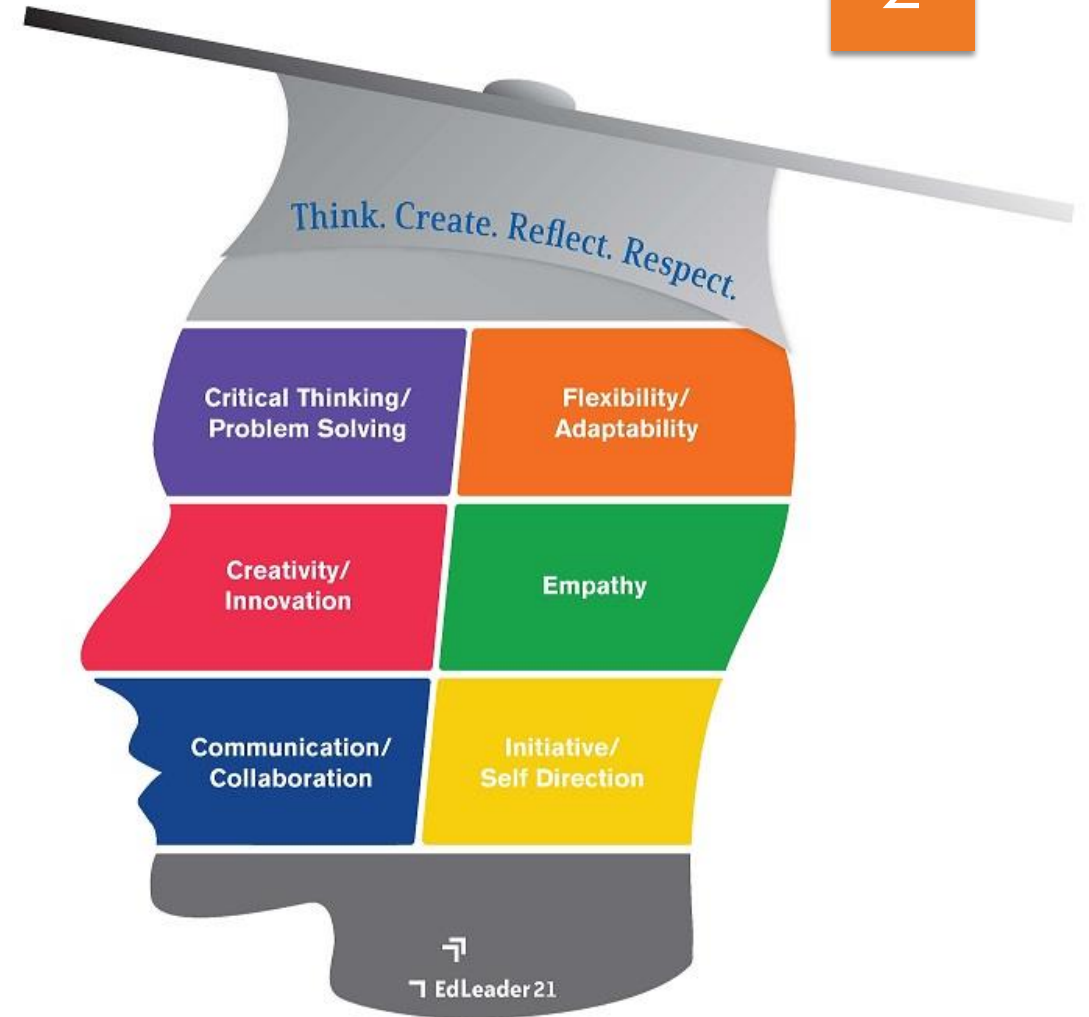 2
Think. Create. Reflect. Respect.
Critical Thinking/
Problem Solving
Flexibility/
Adaptability
Creativity/
Innovation
Empathy
Communication/
Collaboration
Initiative/
Self Direction
EdLeader21